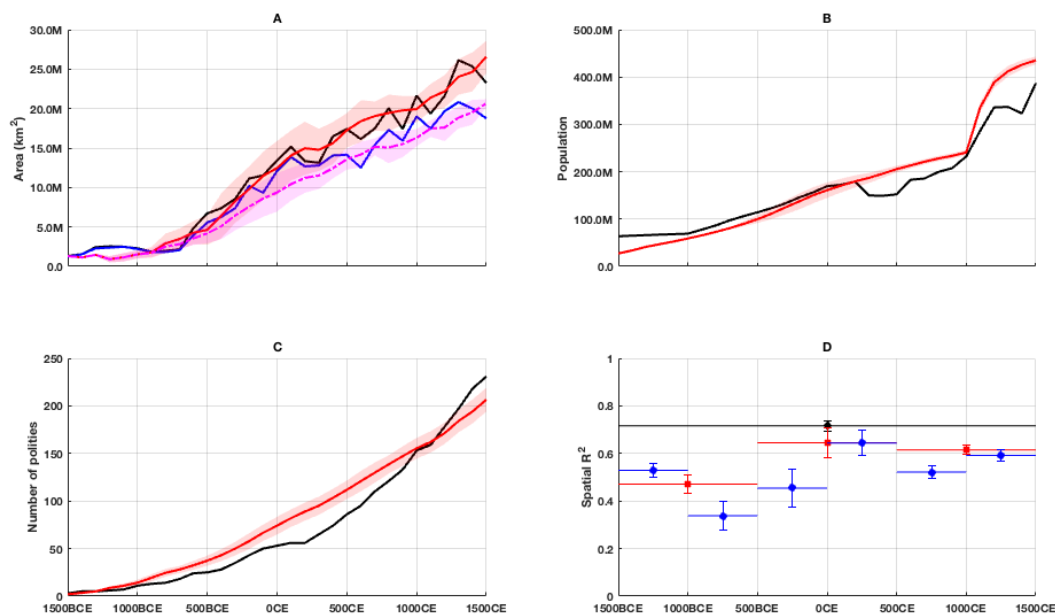 A
30.0M
25.0M
20.0M
15.0M
10.0M
5.0M
0.0
Area (km²)
B
500.0M
400.0M
300.0M
200.0M
100.0M
0.0
Population
C
250
200
150
100
50
0
Number of polities
1500BCE 1000BCE 500BCE 0CE 500CE 1000CE 1500CE
D
1
0.8
0.6
0.4
0.2
0
Spatial R²
1500BCE 1000BCE 500BCE 0CE 500CE 1000CE 1500CE